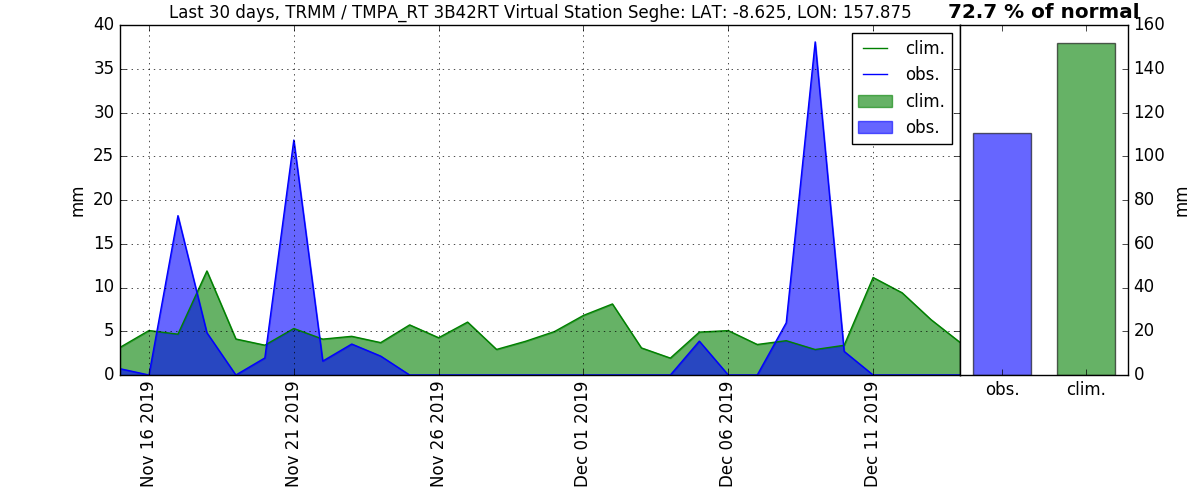 Last 30 days, TRMM / TMPA_RT 3B42RT Virtual Station Seghe: LAT: -8.625, LON: 157.875
72.7 % of normal
40
35
30
25
20
15
10
5
0
mm
clim.
obs.
clim.
obs.
160
140
120
100
80
60
40
20
0
mm
Nov 16 2019
Nov 21 2019
Nov 26 2019
Dec 01 2019
Dec 06 2019
Dec 11 2019
obs.
clim.